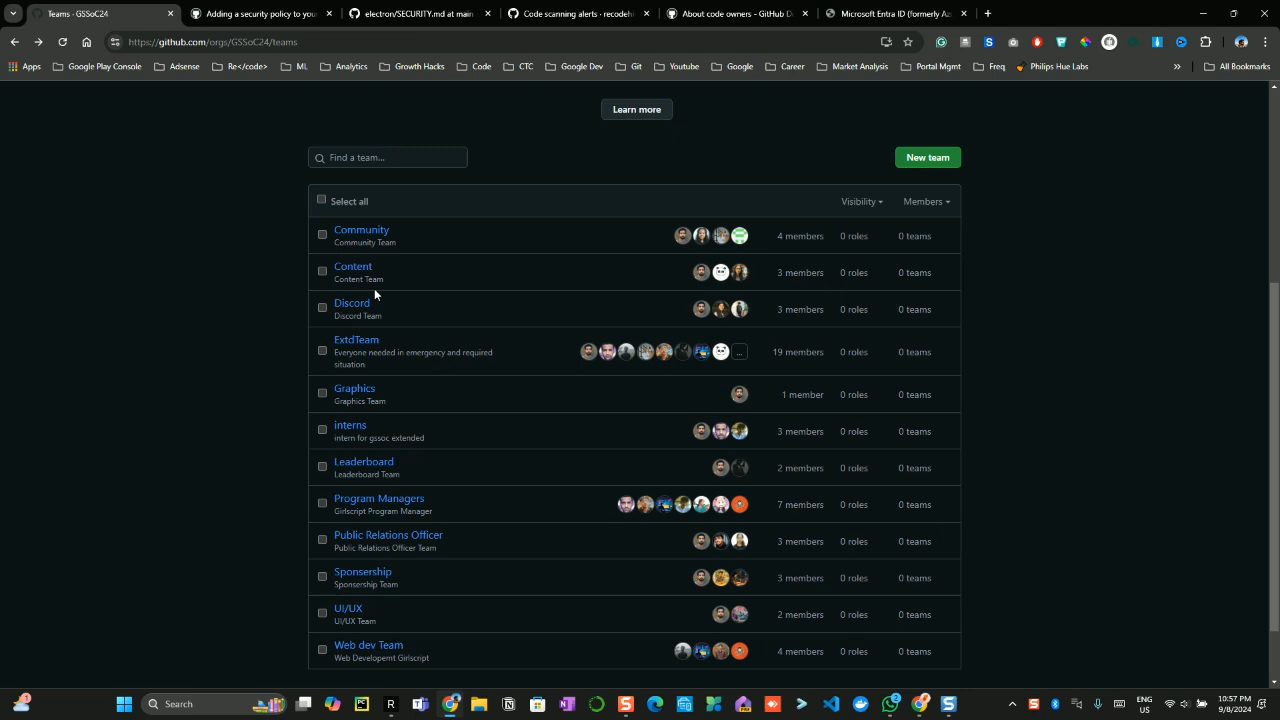 Teams - GSSoC24
Adding a security policy to your
electron/SECURITY.md at main
Code scanning alerts · recodehi
About code owners - GitHub D
Microsoft Entra ID (formerly Az
https://github.com/orgs/GSSoC24/teams
Apps
Google Play Console
Adsense
Re</code>
ML
Analytics
Growth Hacks
Code
CTC
Google Dev
Git
Youtube
Google
Career
Market Analysis
Portal Mgmt
Freq
Philips Hue Labs
All Bookmarks
Learn more
Find a team...
New team
Select all
Visibility
Members
Community
Community Team
4 members 0 roles 0 teams
Content
Content Team
3 members 0 roles 0 teams
Discord
Discord Team
3 members 0 roles 0 teams
ExtdTeam
Everyone needed in emergency and required
situation
...
19 members 0 roles 0 teams
Graphics
Graphics Team
1 member 0 roles 0 teams
interns
intern for gssoc extended
3 members 0 roles 0 teams
Leaderboard
Leaderboard Team
2 members 0 roles 0 teams
Program Managers
Girlscript Program Manager
7 members 0 roles 0 teams
Public Relations Officer
Public Relations Officer Team
3 members 0 roles 0 teams
Sponsership
Sponsership Team
3 members 0 roles 0 teams
UI/UX
UI/UX Team
2 members 0 roles 0 teams
Web dev Team
Web Developemt Girlscript
4 members 0 roles 0 teams
Search
ENG
US
10:57 PM
9/8/2024